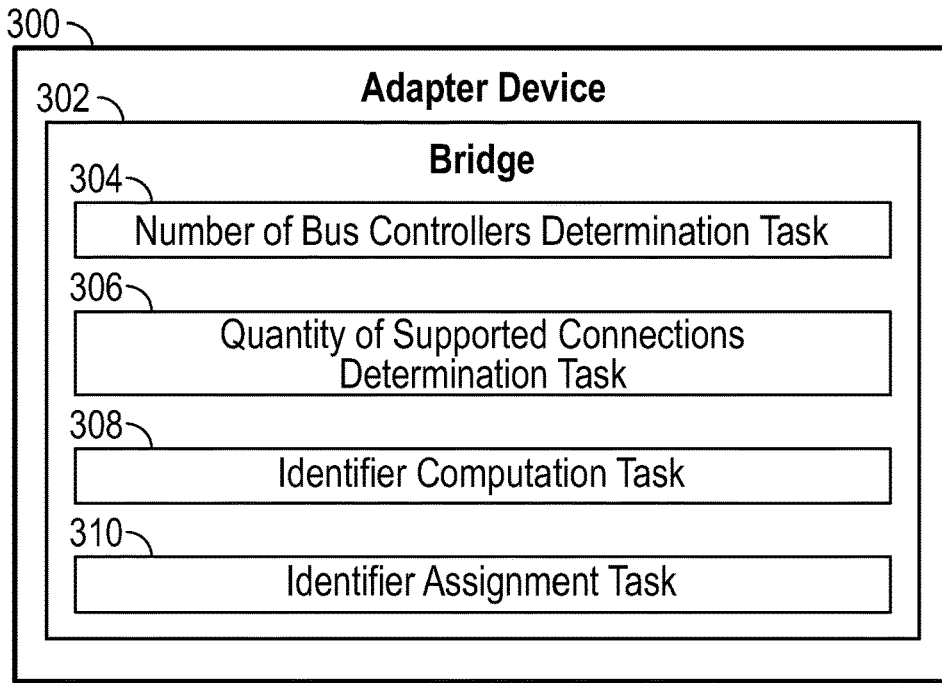 300
Adapter Device
302
Bridge
304
Number of Bus Controllers Determination Task
306
Quantity of Supported Connections
Determination Task
308
Identifier Computation Task
310
Identifier Assignment Task